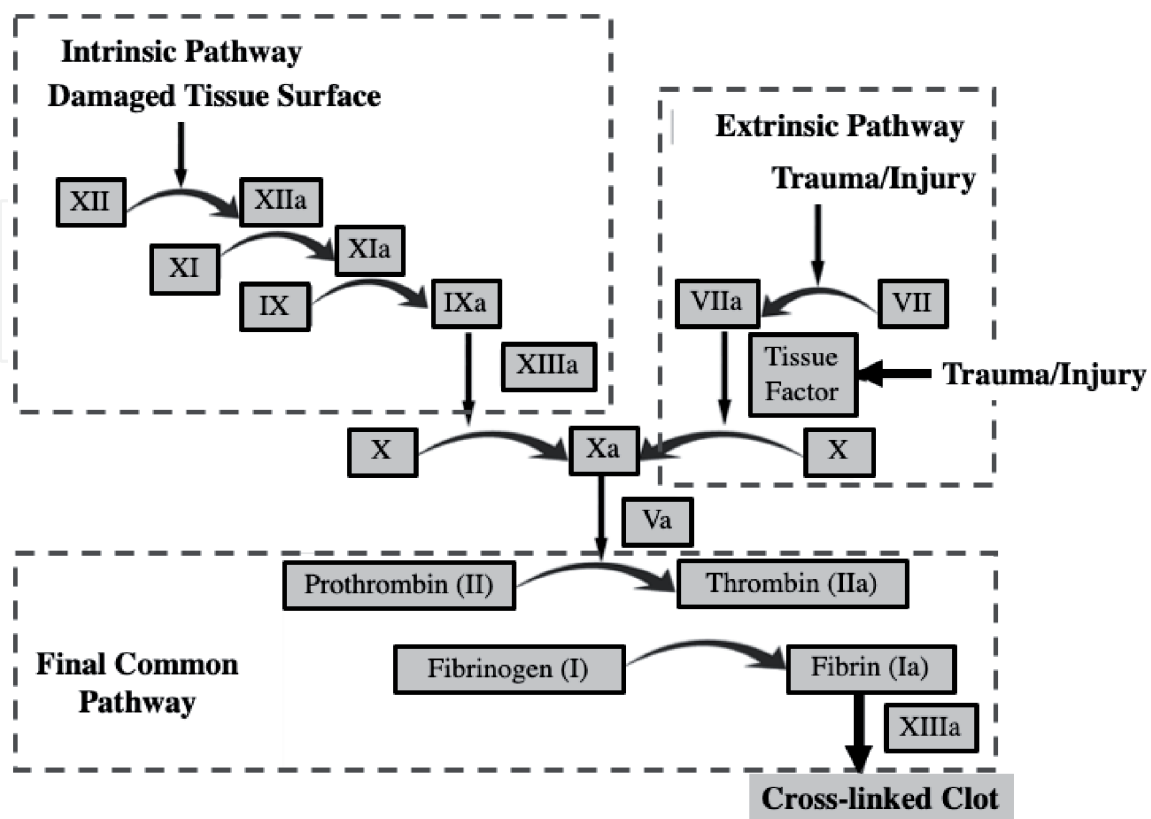 Intrinsic Pathway
Damaged Tissue Surface
XII
XIIa
XI
XIa
IX
IXa
XIIIa
Extrinsic Pathway
Trauma/Injury
VIIa
VII
Tissue
Factor
Trauma/Injury
X
Xa
X
Va
Final Common
Pathway
Prothrombin (II)
Thrombin (IIa)
Fibrinogen (I)
Fibrin (Ia)
XIIIa
Cross-linked Clot